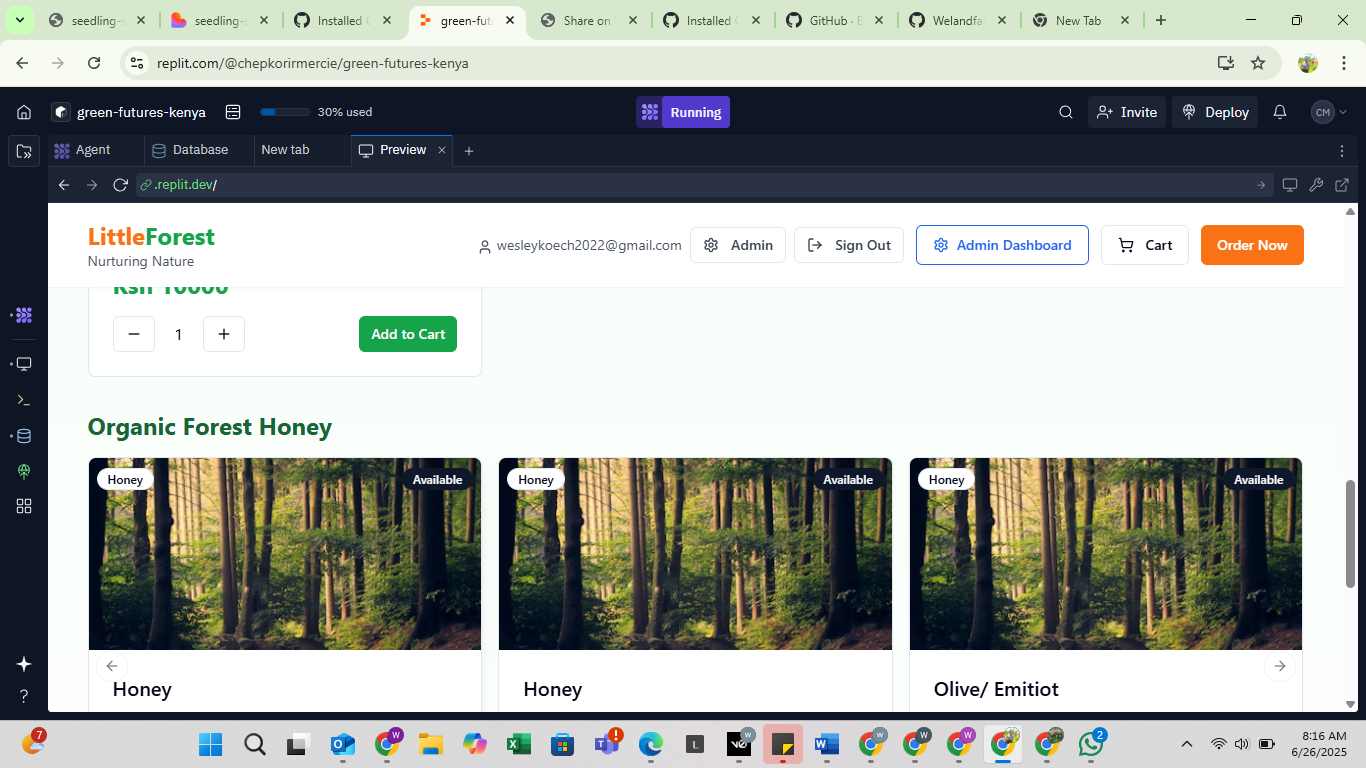 seedling-s
seedling-s
Installed G
green-fut
Share on
Installed G
GitHub · E
Welandfa
New Tab
replit.com/@chepkorirmercie/green-futures-kenya
green-futures-kenya
30% used
Running
Invite
Deploy
CM
Agent
Database
New tab
Preview
.replit.dev/
LittleForest
Nurturing Nature
wesleykoech2022@gmail.com
Admin
Sign Out
Admin Dashboard
Cart
Order Now
Ksh 10000
1
Add to Cart
Organic Forest Honey
Honey
Available
Honey
Available
Honey
Available
Honey
Honey
Olive/ Emitiot
7
W
L
W
W
W
W
2
8:16 AM
6/26/2025